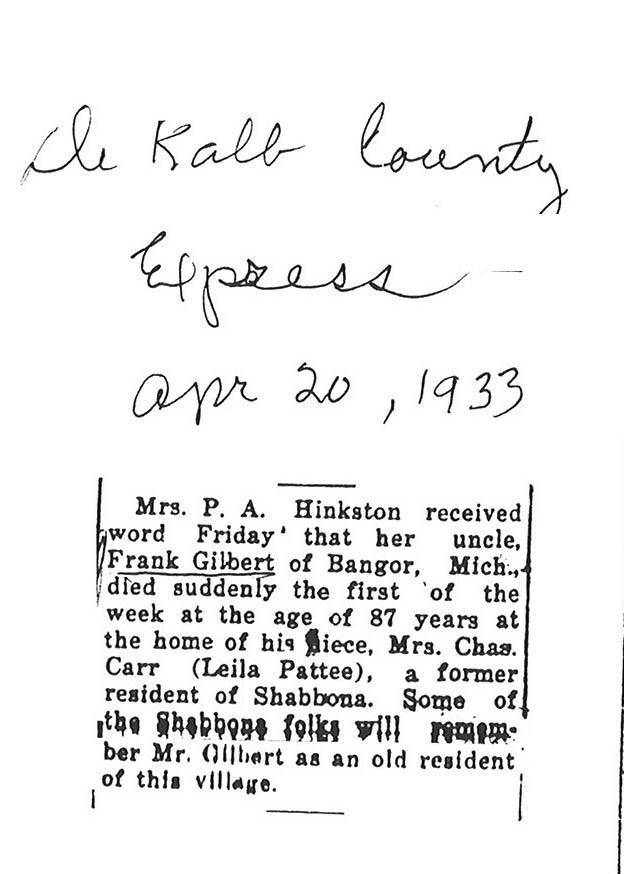 De Kalb County
Express
Apr 20, 1933
Mrs. P. A. Hinkston received
word Friday that her uncle,
Frank Gilbert of Bangor, Mich.,
died suddenly the first of the
week at the age of 87 years at
the home of his niece, Mrs. Chas.
Carr (Leila Pattee), a former
resident of Shabbona. Some of
the Shabbona folks will remem-
ber Mr. Gilbert as an old resident
of this village.